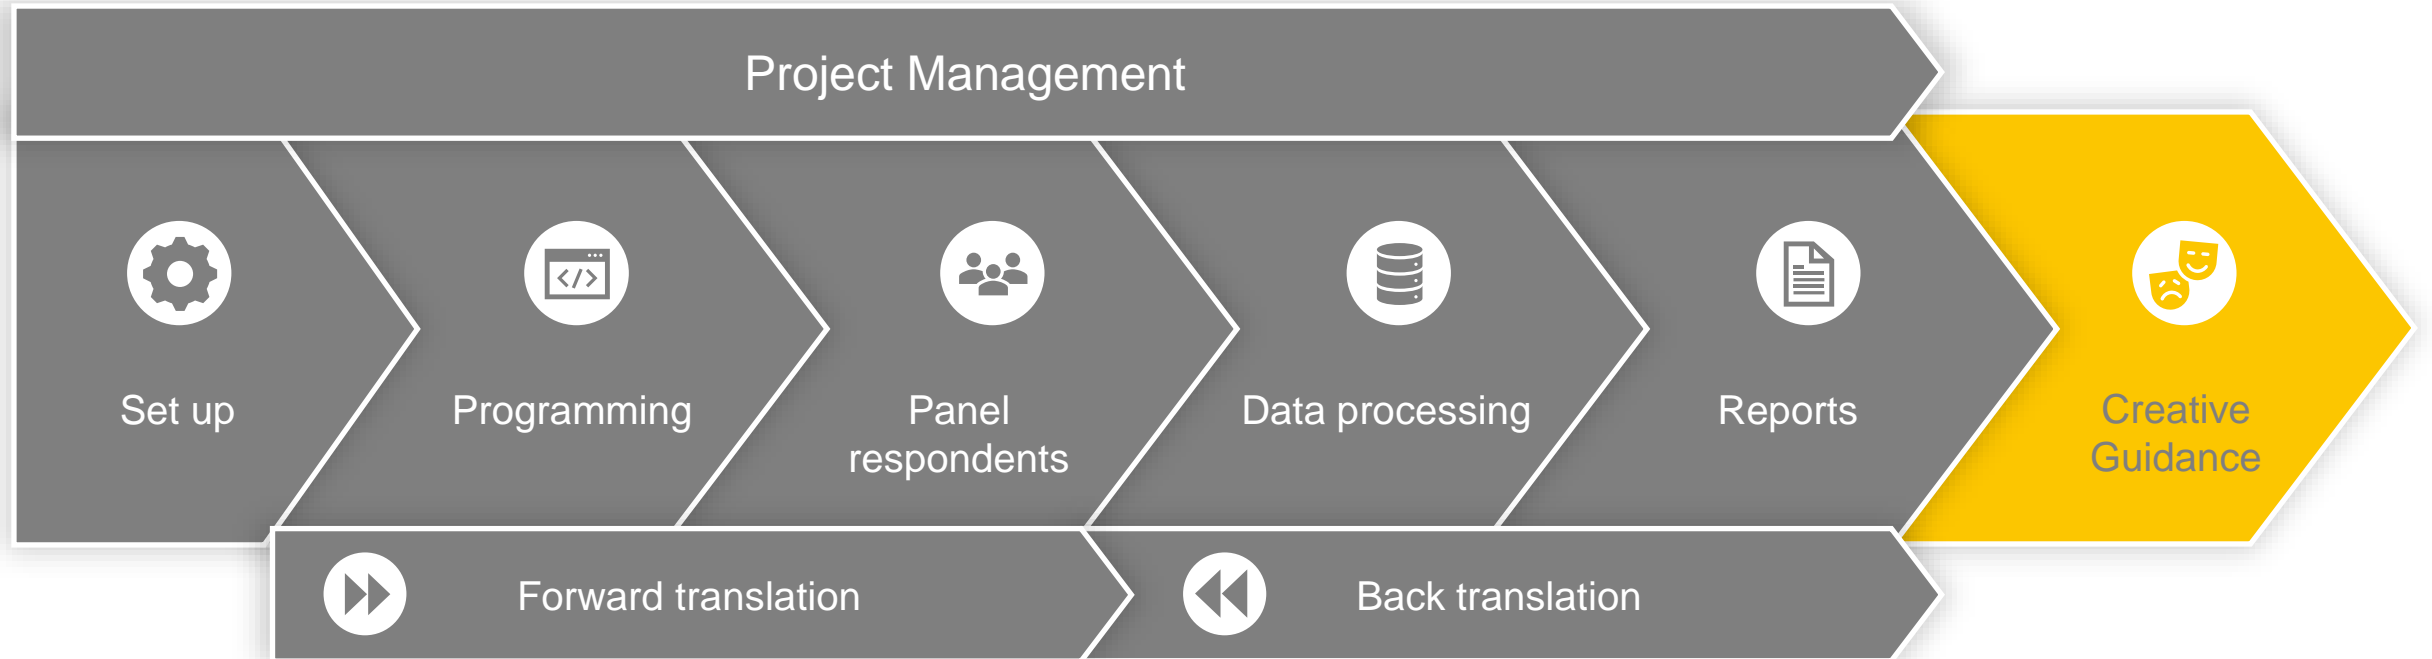 Project Management
Set up
Programming
Panel
respondents
Data processing
Reports
Creative
Guidance
Forward translation
Back translation